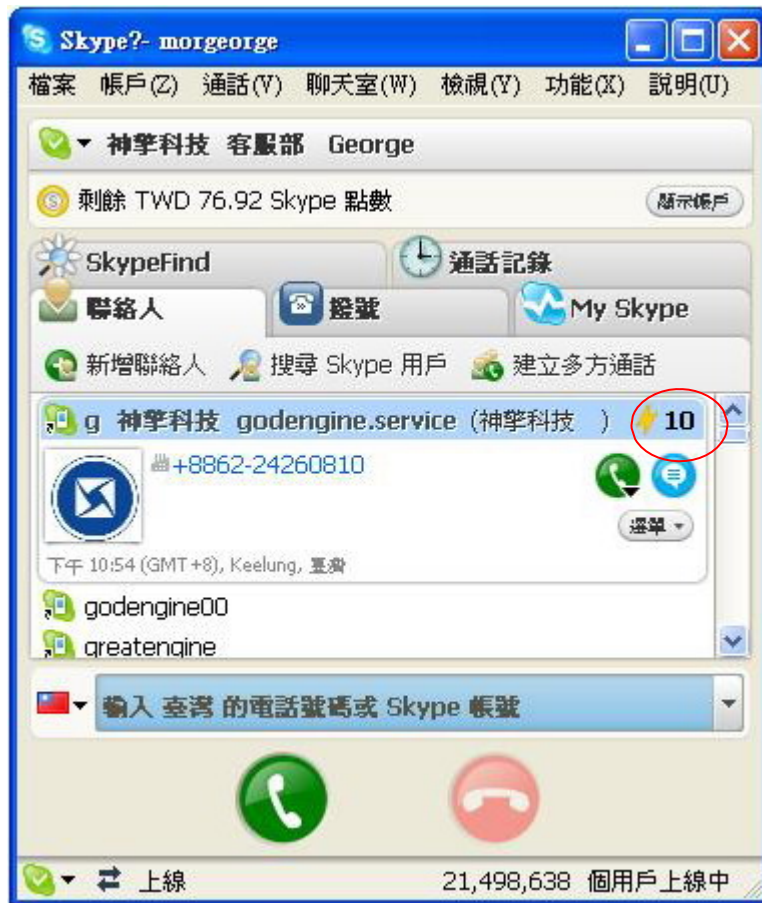 Skype?- morgeorge
檔案 帳戶(Z) 通話(V) 聊天室(W) 檢視(Y) 功能(X) 說明(U)
神擎科技 客服部 George
剩餘 TWD 76.92 Skype 點數 顯示帳戶
SkypeFind 通話記錄
聯絡人 撥號 My Skype
新增聯絡人 搜尋 Skype 用戶 建立多方通話
g 神擎科技 godengine.service (神擎科技 ) 10
+8862-24260810
選單
下午 10:54 (GMT+8), Keelung, 臺灣
godengine00
greatengine
輸入 臺灣 的電話號碼或 Skype 帳號
上線 21,498,638 個用戶上線中